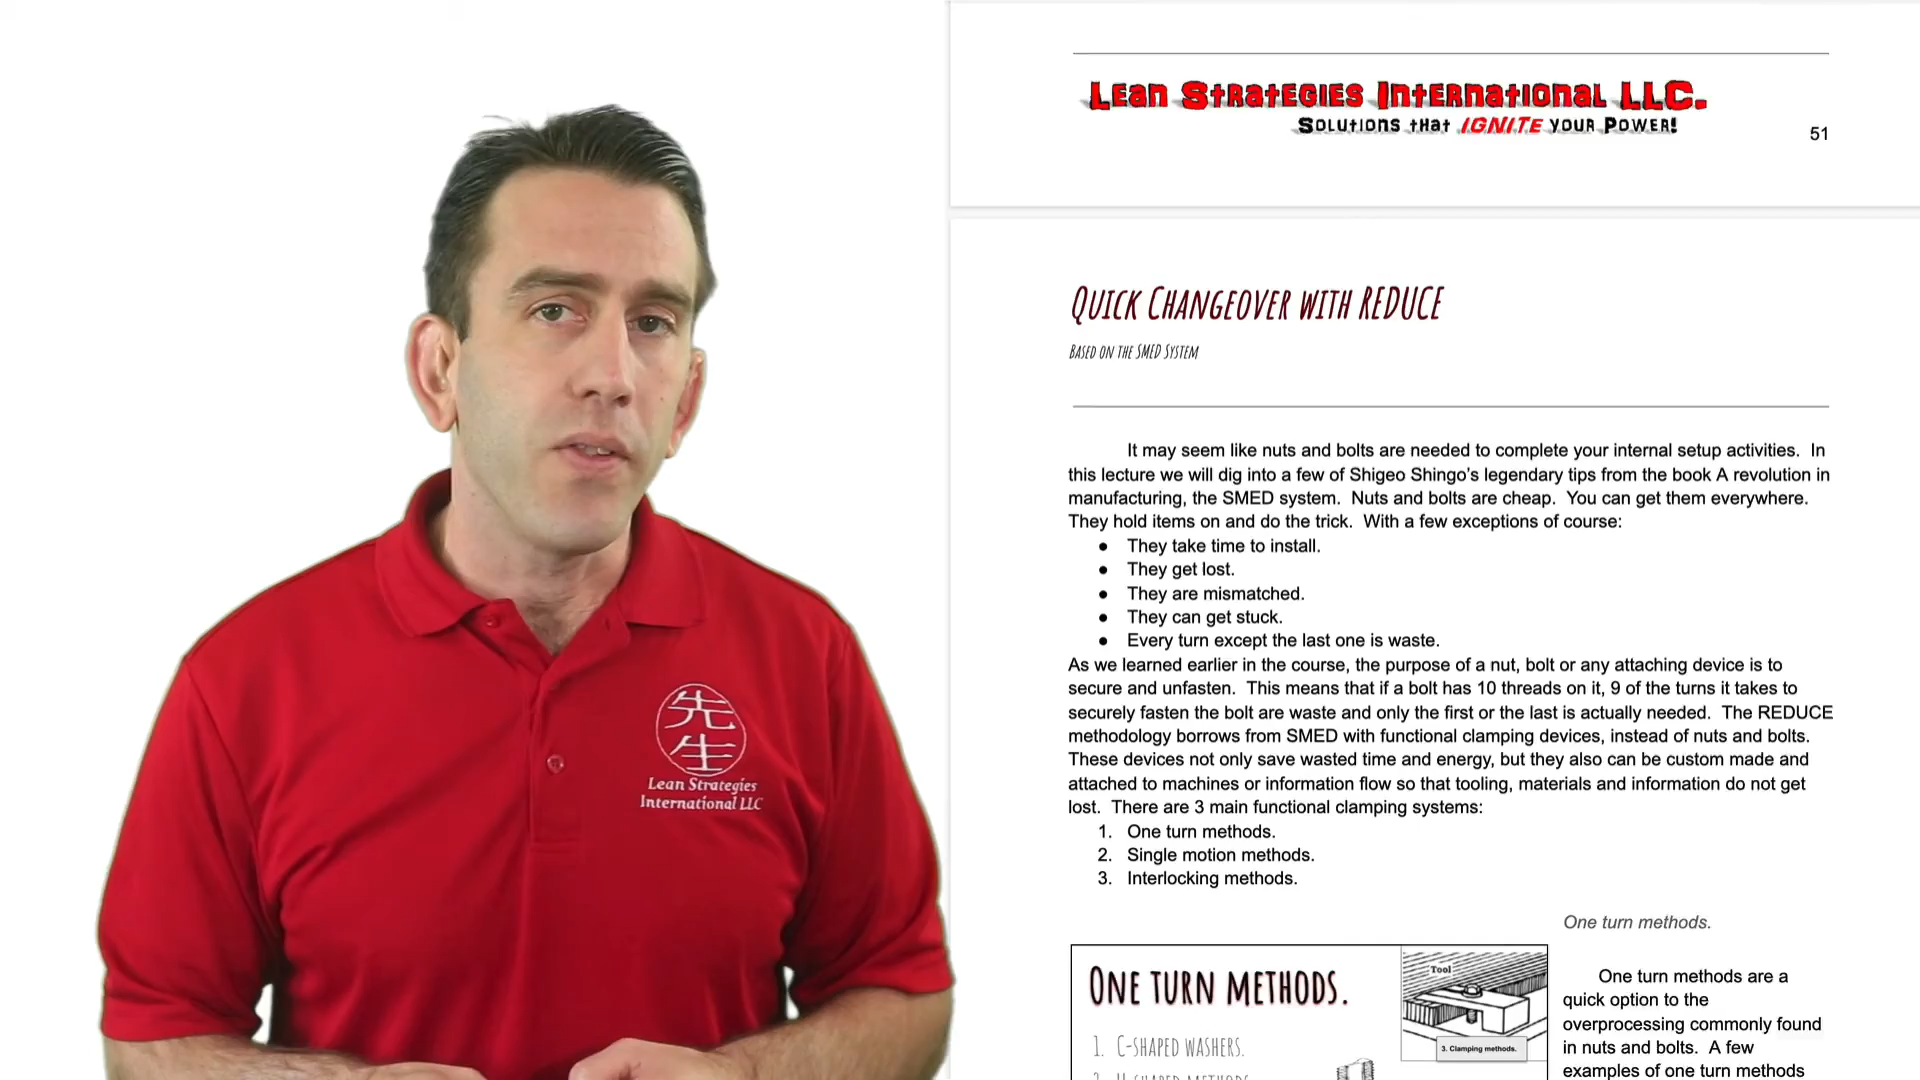 Lean Strategies International LLC.
Solutions that IGNITE your Power!
51
Quick Changeover with REDUCE
Based on the SMED System
It may seem like nuts and bolts are needed to complete your internal setup activities. In
this lecture we will dig into a few of Shigeo Shingo's legendary tips from the book A revolution in
manufacturing, the SMED system. Nuts and bolts are cheap. You can get them everywhere.
They hold items on and do the trick. With a few exceptions of course:
● They take time to install.
● They get lost.
● They are mismatched.
● They can get stuck.
● Every turn except the last one is waste.
As we learned earlier in the course, the purpose of a nut, bolt or any attaching device is to
secure and unfasten. This means that if a bolt has 10 threads on it, 9 of the turns it takes to
securely fasten the bolt are waste and only the first or the last is actually needed. The REDUCE
methodology borrows from SMED with functional clamping devices, instead of nuts and bolts.
These devices not only save wasted time and energy, but they also can be custom made and
attached to machines or information flow so that tooling, materials and information do not get
lost. There are 3 main functional clamping systems:
1. One turn methods.
2. Single motion methods.
3. Interlocking methods.
One turn methods.
One turn methods.
1. C-shaped washers.
Tool
3. Clamping methods.
One turn methods are a
quick option to the
overprocessing commonly found
in nuts and bolts. A few
examples of one turn methods
先
生
Lean Strategies
International LLC